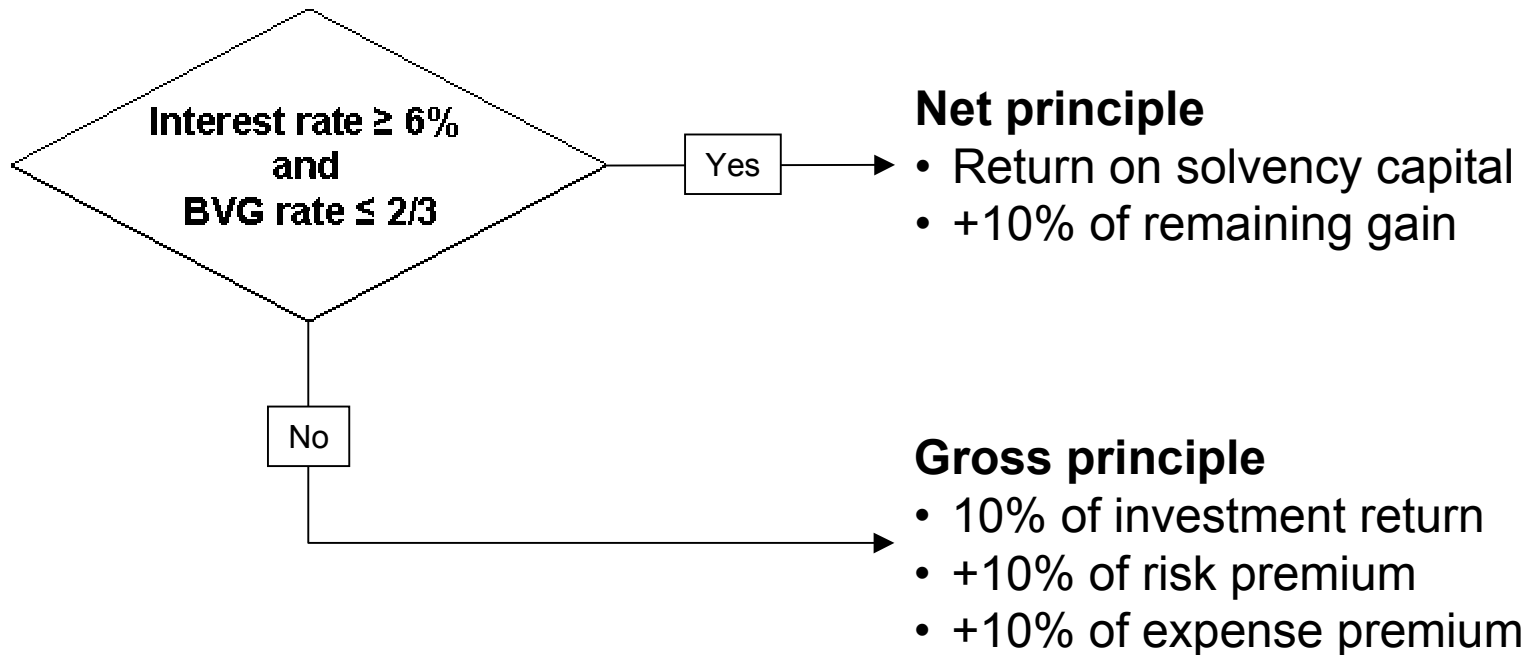 Interest rate ≥ 6%
and
BVG rate ≤ 2/3
Yes
Net principle
• Return on solvency capital
• +10% of remaining gain
No
Gross principle
• 10% of investment return
• +10% of risk premium
• +10% of expense premium